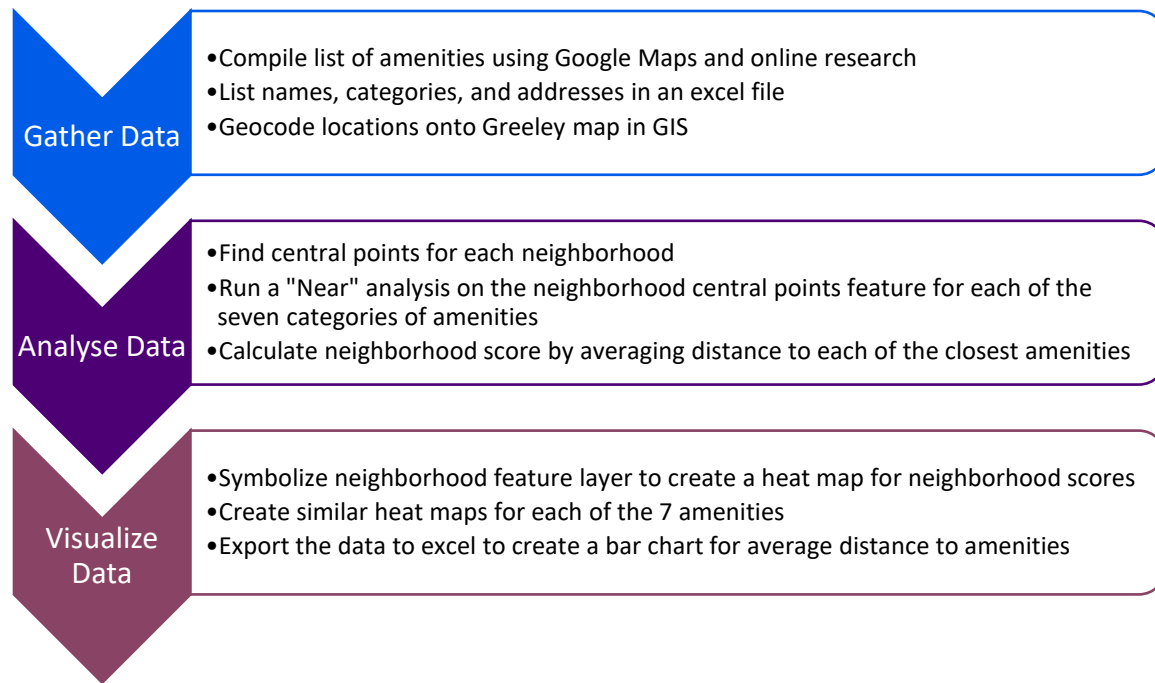 Gather Data
•Compile list of amenities using Google Maps and online research
•List names, categories, and addresses in an excel file
•Geocode locations onto Greeley map in GIS
Analyse Data
•Find central points for each neighborhood
•Run a "Near" analysis on the neighborhood central points feature for each of the
seven categories of amenities
•Calculate neighborhood score by averaging distance to each of the closest amenities
Visualize
Data
•Symbolize neighborhood feature layer to create a heat map for neighborhood scores
•Create similar heat maps for each of the 7 amenities
•Export the data to excel to create a bar chart for average distance to amenities